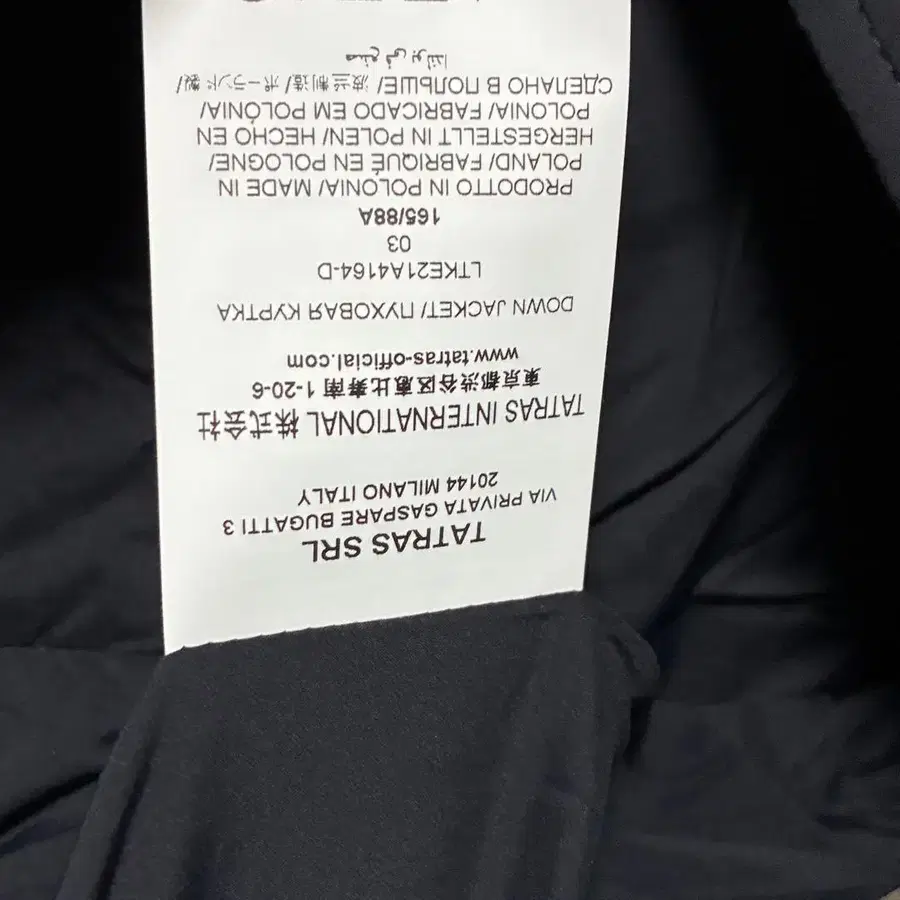 TATRAS SRL
VIA PRIVATA GASPARE BUGATTI 3
20144 MILANO ITALY
TATRAS INTERNATIONAL 株式会社
東京都渋谷区恵比寿南 1-20-6
www.tatras-official.com
DOWN JACKET/ ПУХОВАЯ КУРТКА
LTKE21A4164-D
03
165/88A
PRODOTTO IN POLONIA/ MADE IN
POLAND/ FABRIQUÉ EN POLOGNE/
HERGESTELLT IN POLEN/ HECHO EN
POLONIA/ FABRICADO EM POLÓNIA/
СДЕЛАНО В ПОЛЬШЕ/ 波兰制造/ ポーランド製/
صنع في بولندا